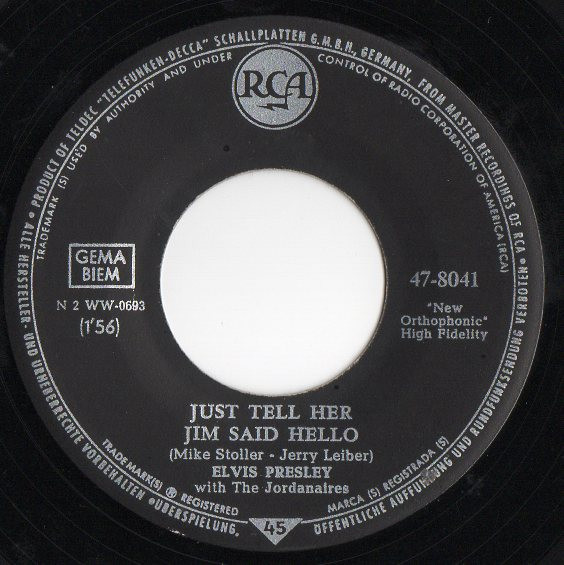 PRODUCT OF TELDEC "TELEFUNKEN-DECCA" SCHALLPLATTEN G.M.B.H., GERMANY, FROM MASTER RECORDINGS OF RCA
TRADEMARK (S) USED BY AUTHORITY AND UNDER CONTROL OF RADIO CORPORATION OF AMERICA (RCA)
RCA
GEMA
BIEM
N 2 WW-0693
(1'56)
47-8041
"New
Orthophonic"
High Fidelity
JUST TELL HER
JIM SAID HELLO
(Mike Stoller - Jerry Leiber)
ELVIS PRESLEY
with The Jordanaires
TRADEMARK(S) ® REGISTERED
MARCA (S) REGISTRADA (S)
45
• ALLE HERSTELLER- UND URHEBERRECHTE VORBEHALTEN • ÜBERSPIELUNG, ÖFFENTLICHE AUFFÜHRUNG UND RUNDFUNKSENDUNG VERBOTEN •